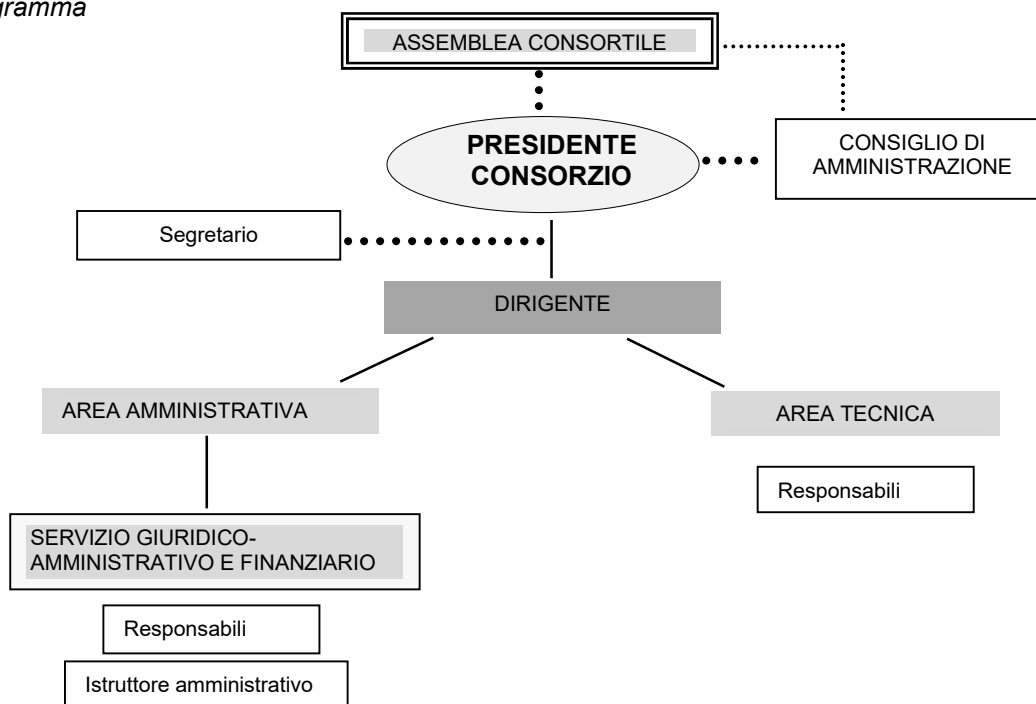 ASSEMBLEA CONSORTILE
PRESIDENTE
CONSORZIO
CONSIGLIO DI
AMMINISTRAZIONE
Segretario
DIRIGENTE
AREA AMMINISTRATIVA
AREA TECNICA
Responsabili
SERVIZIO GIURIDICO-
AMMINISTRATIVO E FINANZIARIO
Responsabili
Istruttore amministrativo